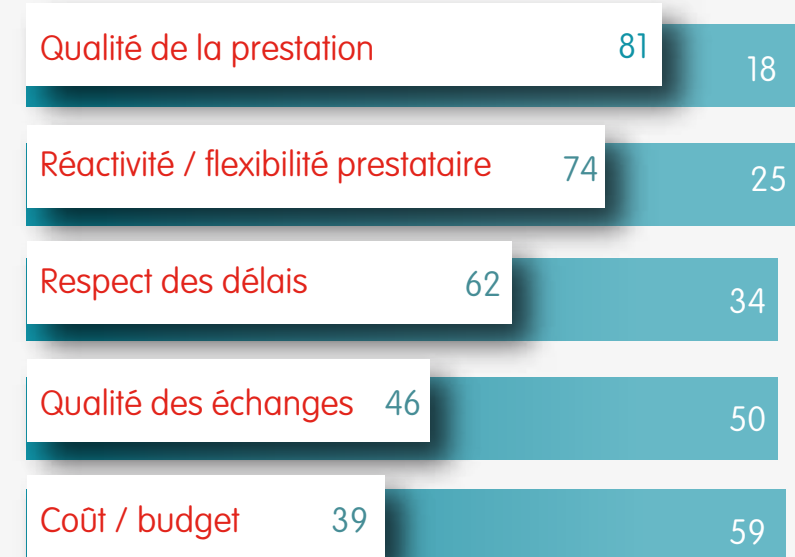 Qualité de la prestation 81 18
Réactivité / flexibilité prestataire 74 25
Respect des délais 62 34
Qualité des échanges 46 50
Coût / budget 39 59